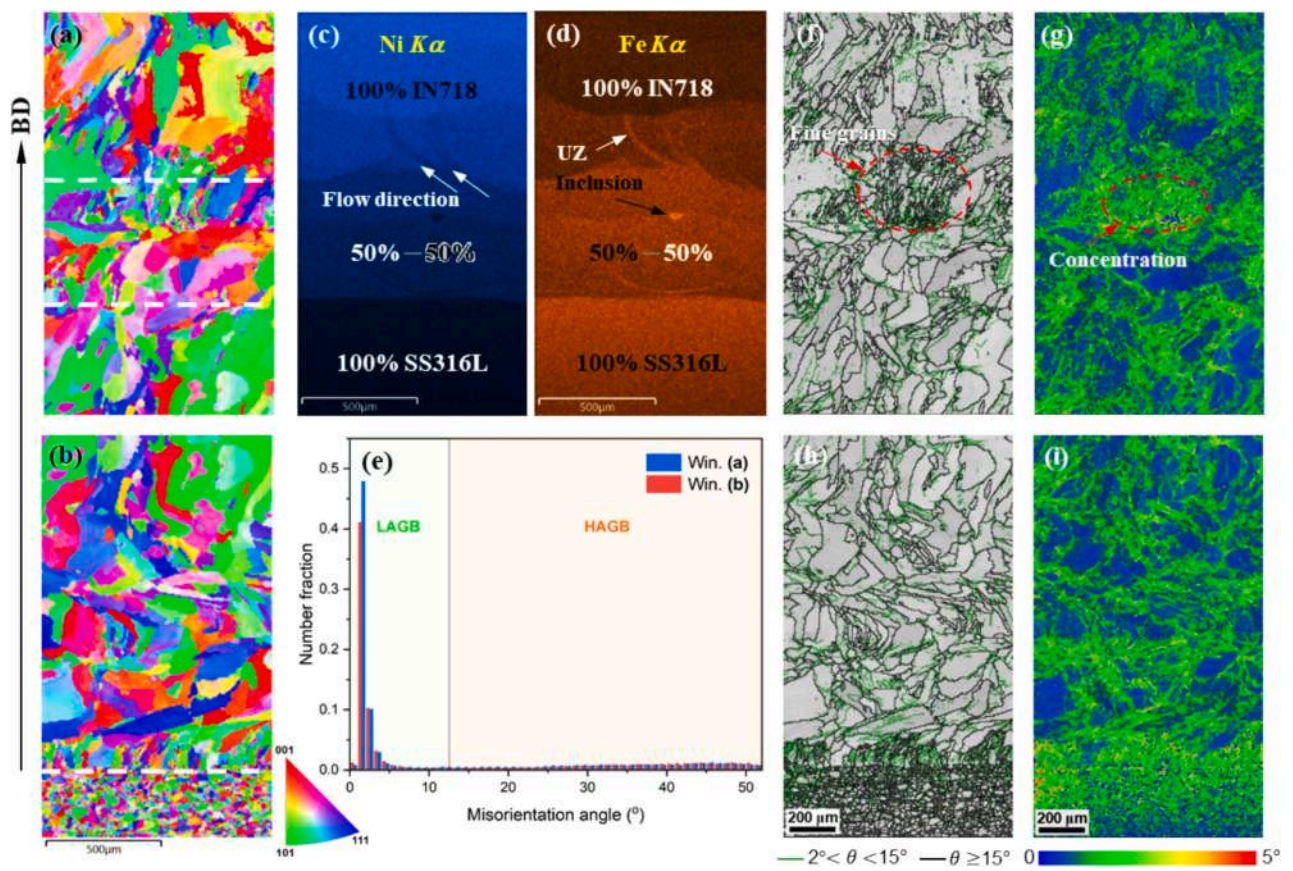 BD
(a)
(c)
Ni Kα
100% IN718
Flow direction
50% — 50%
100% SS316L
500μm
(d)
Fe Kα
100% IN718
UZ
Inclusion
50% — 50%
100% SS316L
500μm
(f)
Fine grains
(g)
Concentration
(b)
500μm
001
101
111
(e)
Win. (a)
Win. (b)
LAGB
HAGB
Number fraction
0.5
0.4
0.3
0.2
0.1
0.0
0 10 20 30 40 50
Misorientation angle (º)
(h)
200 μm
2°< θ <15° θ ≥15°
(i)
200 μm
0 5°